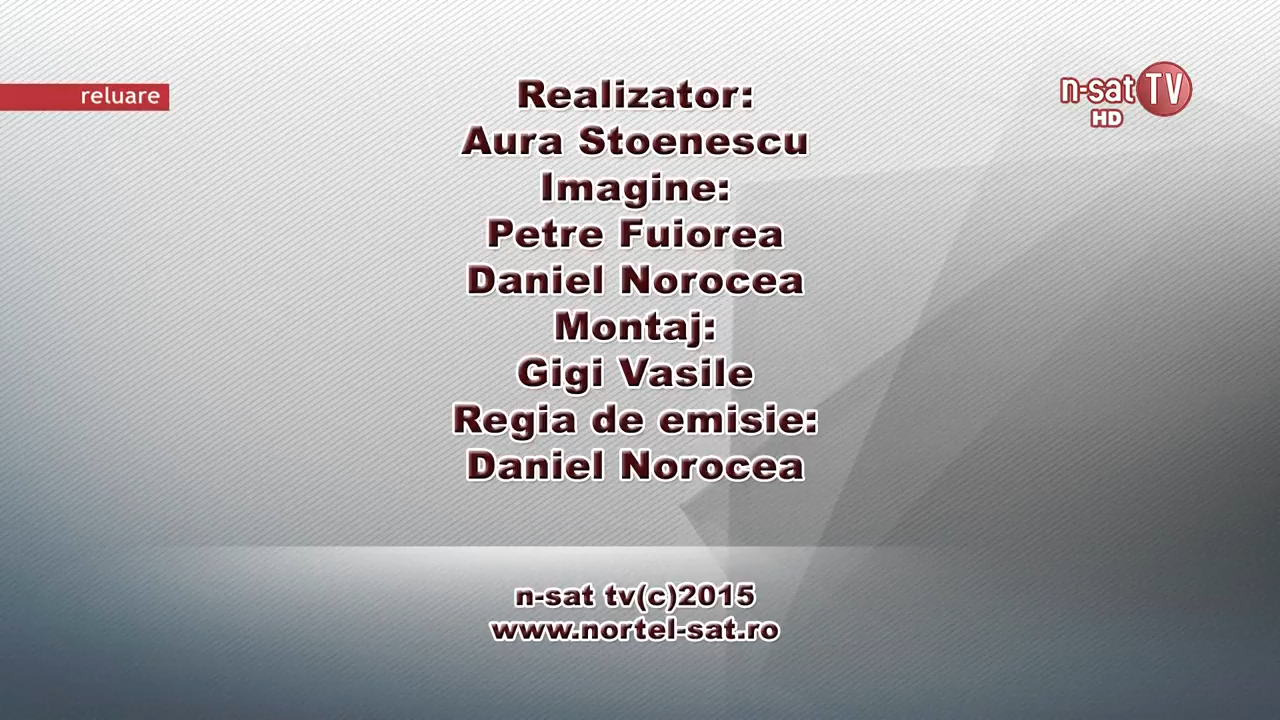 reluare
n-sat TV
HD
Realizator:
Aura Stoenescu
Imagine:
Petre Fuiorea
Daniel Norocea
Montaj:
Gigi Vasile
Regia de emisie:
Daniel Norocea
n-sat tv(c)2015
www.nortel-sat.ro